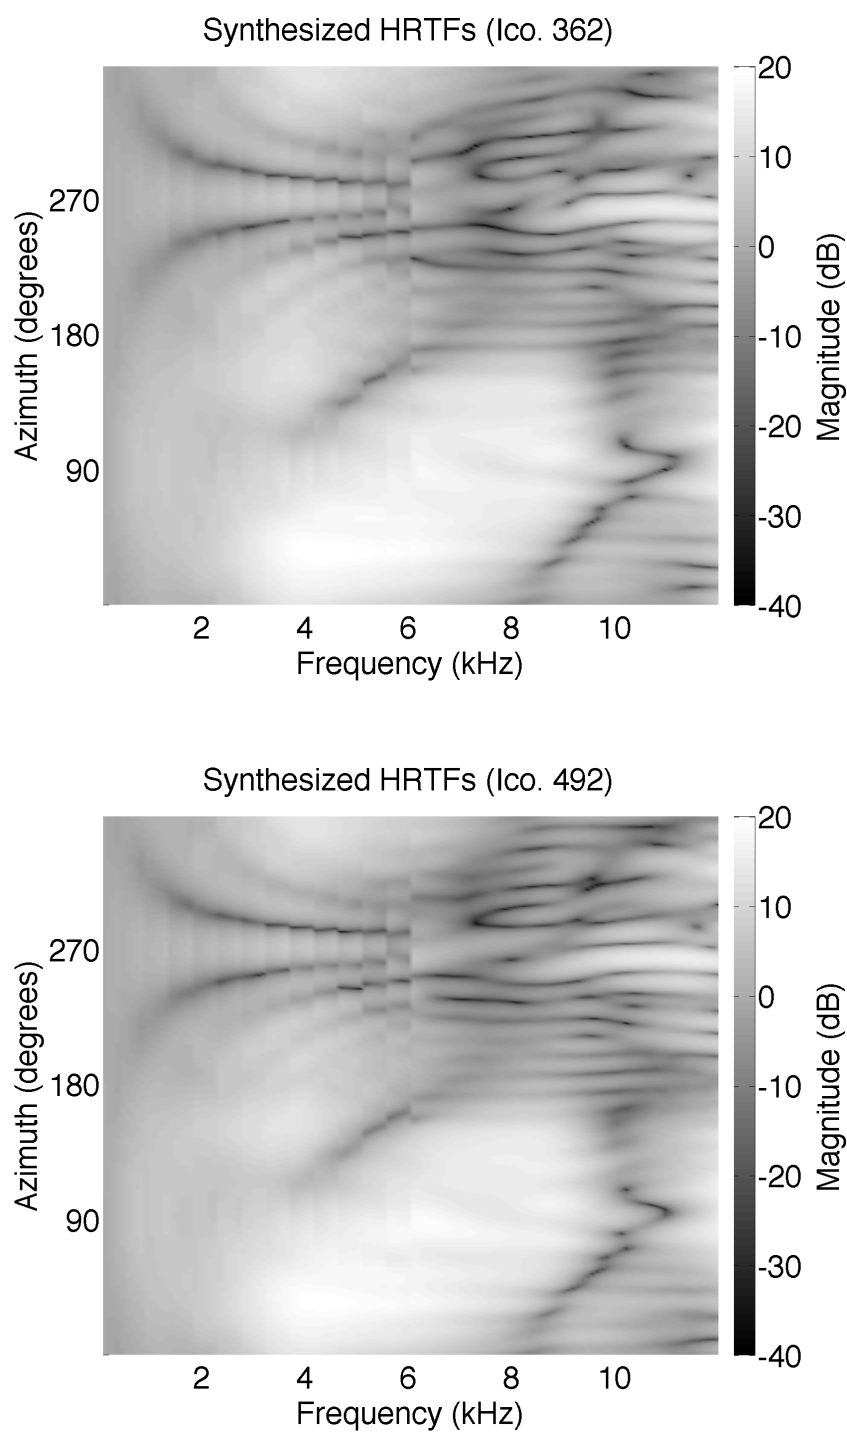 Synthesized HRTFs (Ico. 362)
20
10
0
-10
-20
-30
-40
Magnitude (dB)
270
180
90
Azimuth (degrees)
2 4 6 8 10
Frequency (kHz)
Synthesized HRTFs (Ico. 492)
20
10
0
-10
-20
-30
-40
Magnitude (dB)
270
180
90
Azimuth (degrees)
2 4 6 8 10
Frequency (kHz)